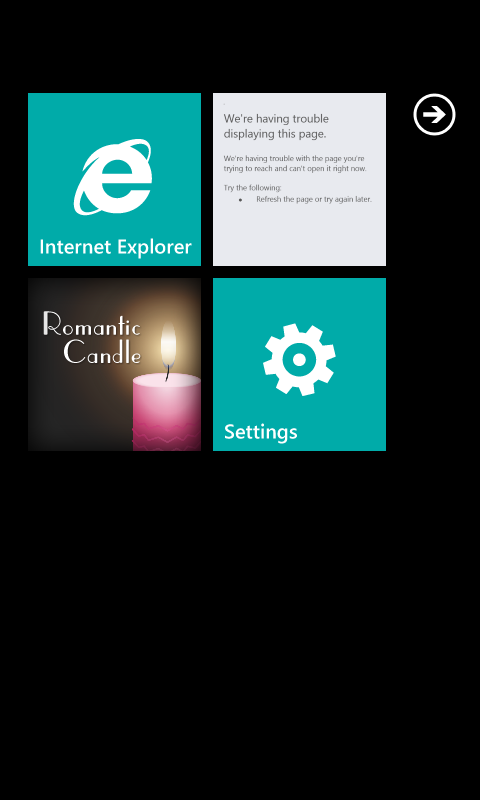 Internet Explorer
We're having trouble
displaying this page.
We're having trouble with the page you're
trying to reach and can't open it right now.
Try the following:
• Refresh the page or try again later.
Romantic
Candle
Settings